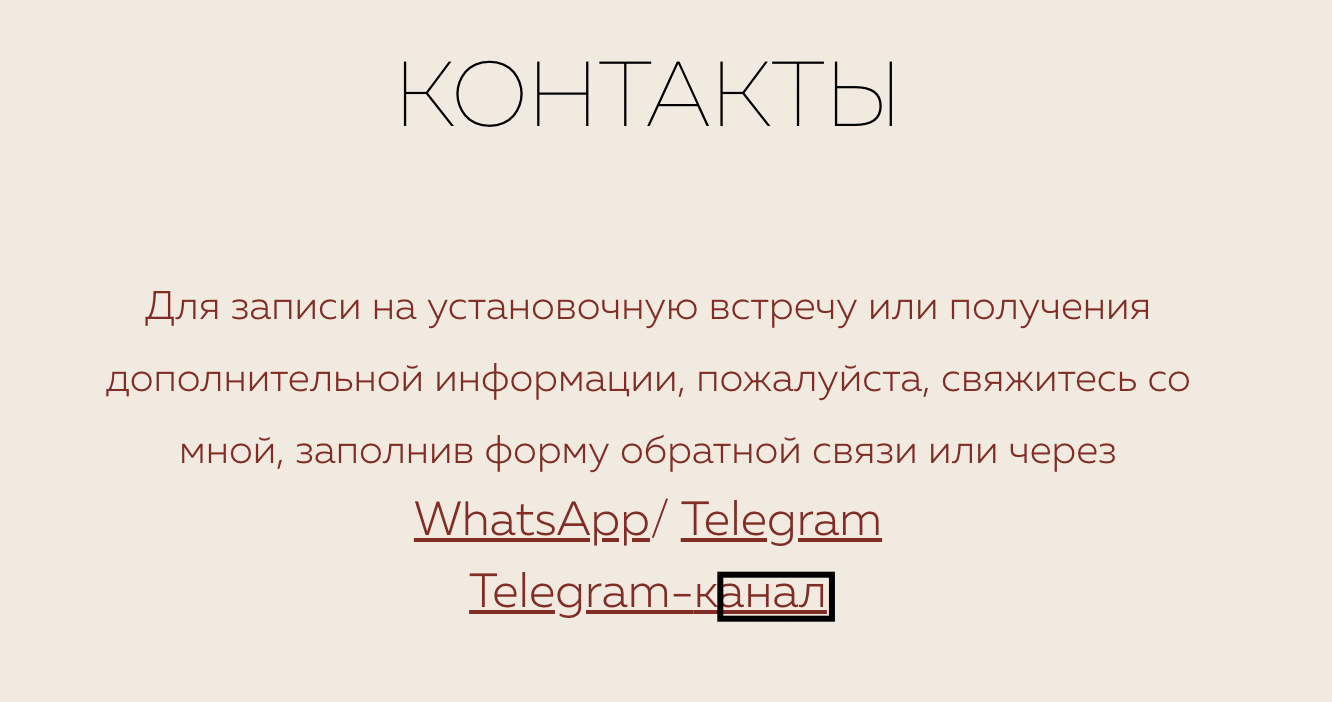 КОНТАКТЫ
Для записи на установочную встречу или получения
дополнительной информации, пожалуйста, свяжитесь со
мной, заполнив форму обратной связи или через
WhatsApp/ Telegram
Telegram-канал